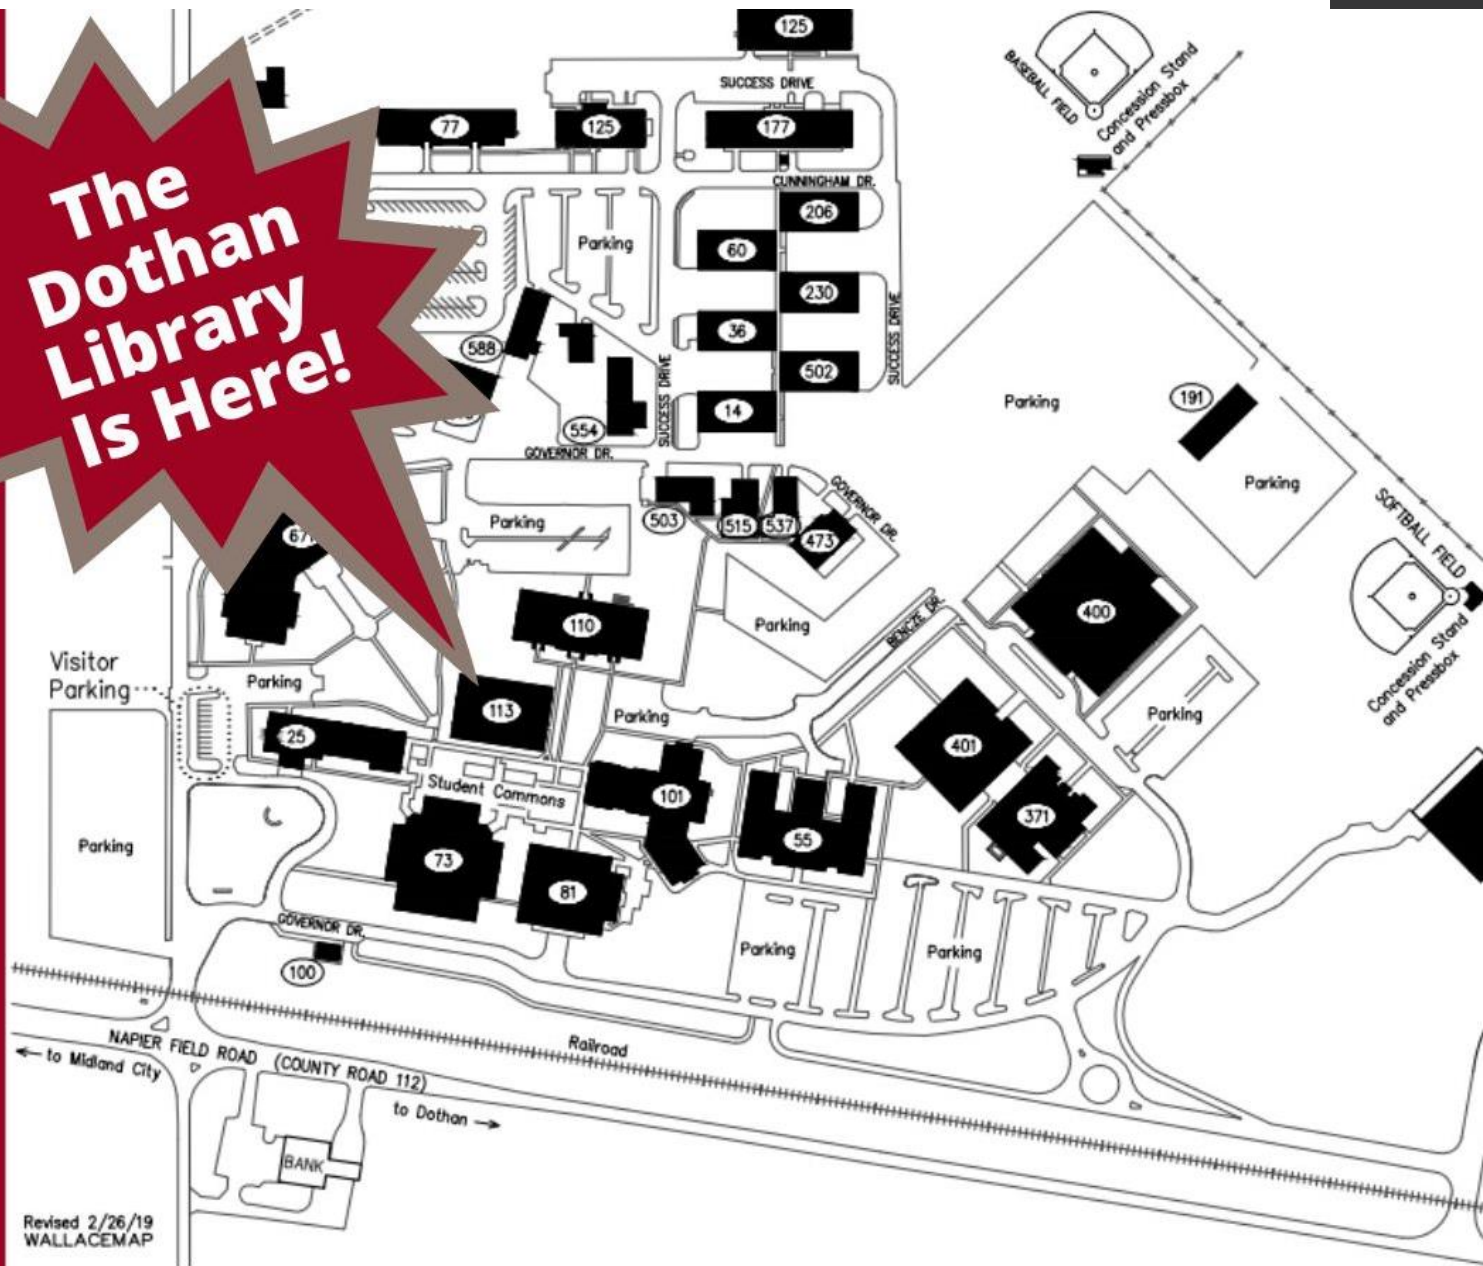 The
Dothan
Library
Is Here!
125
SUCCESS DRIVE
77
125
177
CUNNINGHAM DR.
206
60
230
36
502
14
SUCCESS DRIVE
SUCCESS DRIVE
Parking
588
554
GOVERNOR DR.
BASEBALL FIELD
Concession Stand
and Pressbox
Parking
191
Parking
SOFTBALL FIELD
Concession Stand
and Pressbox
503
515
537
473
GOVERNOR DR.
Parking
110
Parking
BENCZE DR.
400
Parking
401
371
Visitor
Parking
Parking
113
Parking
25
Student Commons
101
55
73
81
Parking
GOVERNOR DR.
100
Parking
Parking
Railroad
NAPIER FIELD ROAD (COUNTY ROAD 112)
← to Midland City
to Dothan →
BANK
Revised 2/26/19
WALLACEMAP